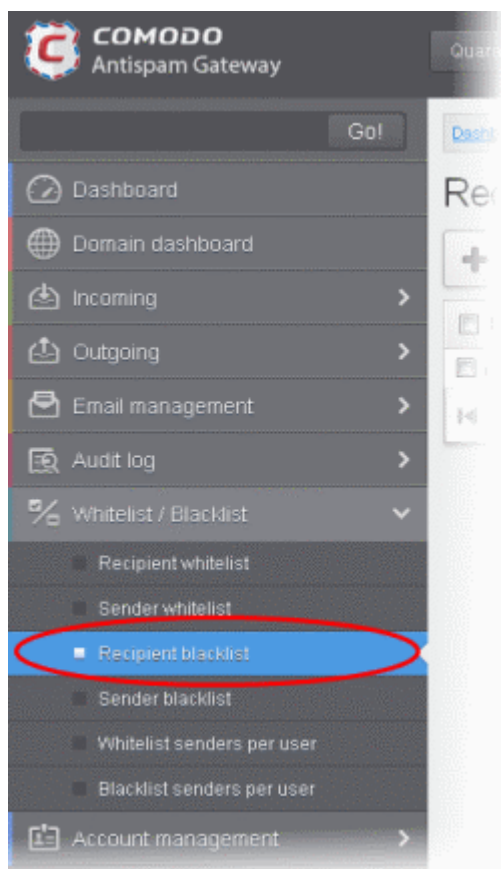 COMODO
Antispam Gateway
Go!
Dashboard
Domain dashboard
Incoming
Outgoing
Email management
Audit log
Whitelist / Blacklist
Recipient whitelist
Sender whitelist
Recipient blacklist
Sender blacklist
Whitelist senders per user
Blacklist senders per user
Account management